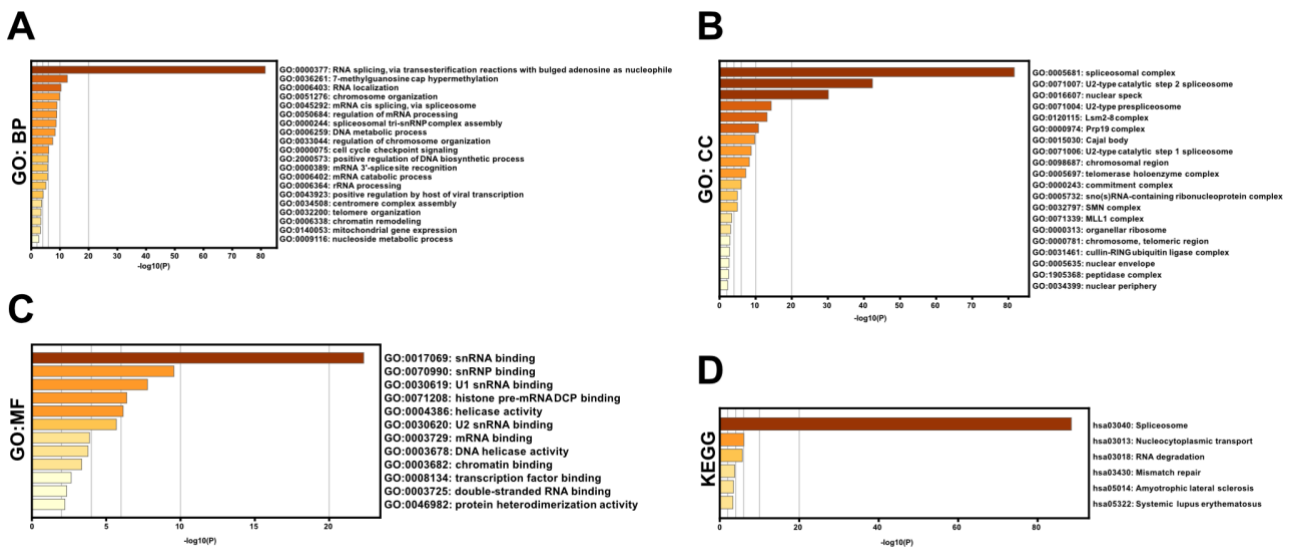 A
GO: BP
GO:0000377: RNA splicing, via transesterification reactions with bulged adenosine as nucleophile
GO:0036261: 7-methylguanosine cap hypermethylation
GO:0006403: RNA localization
GO:0051276: chromosome organization
GO:0045292: mRNA cis splicing, via spliceosome
GO:0050684: regulation of mRNA processing
GO:0000244: spliceosomal tri-snRNP complex assembly
GO:0006259: DNA metabolic process
GO:0033044: regulation of chromosome organization
GO:0000075: cell cycle checkpoint signaling
GO:2000573: positive regulation of DNA biosynthetic process
GO:0000389: mRNA 3'-splice site recognition
GO:0006402: mRNA catabolic process
GO:0006364: rRNA processing
GO:0043923: positive regulation by host of viral transcription
GO:0034508: centromere complex assembly
GO:0032200: telomere organization
GO:0006338: chromatin remodeling
GO:0140053: mitochondrial gene expression
GO:0009116: nucleoside metabolic process
0 10 20 30 40 50 60 70 80
-log10(P)
B
GO: CC
GO:0005681: spliceosomal complex
GO:0071007: U2-type catalytic step 2 spliceosome
GO:0016607: nuclear speck
GO:0071004: U2-type prespliceosome
GO:0120115: Lsm2-8 complex
GO:0000974: Prp19 complex
GO:0015030: Cajal body
GO:0071006: U2-type catalytic step 1 spliceosome
GO:0098687: chromosomal region
GO:0005697: telomerase holoenzyme complex
GO:0000243: commitment complex
GO:0005732: sno(s)RNA-containing ribonucleoprotein complex
GO:0032797: SMN complex
GO:0071339: MLL1 complex
GO:0000313: organellar ribosome
GO:0000781: chromosome, telomeric region
GO:0031461: cullin-RING ubiquitin ligase complex
GO:0005635: nuclear envelope
GO:1905368: peptidase complex
GO:0034399: nuclear periphery
0 10 20 30 40 50 60 70 80
-log10(P)
C
GO:MF
GO:0017069: snRNA binding
GO:0070990: snRNP binding
GO:0030619: U1 snRNA binding
GO:0071208: histone pre-mRNA DCP binding
GO:0004386: helicase activity
GO:0030620: U2 snRNA binding
GO:0003729: mRNA binding
GO:0003678: DNA helicase activity
GO:0003682: chromatin binding
GO:0008134: transcription factor binding
GO:0003725: double-stranded RNA binding
GO:0046982: protein heterodimerization activity
0 5 10 15 20
-log10(P)
D
KEGG
hsa03040: Spliceosome
hsa03013: Nucleocytoplasmic transport
hsa03018: RNA degradation
hsa03430: Mismatch repair
hsa05014: Amyotrophic lateral sclerosis
hsa05322: Systemic lupus erythematosus
0 20 40 60 80
-log10(P)